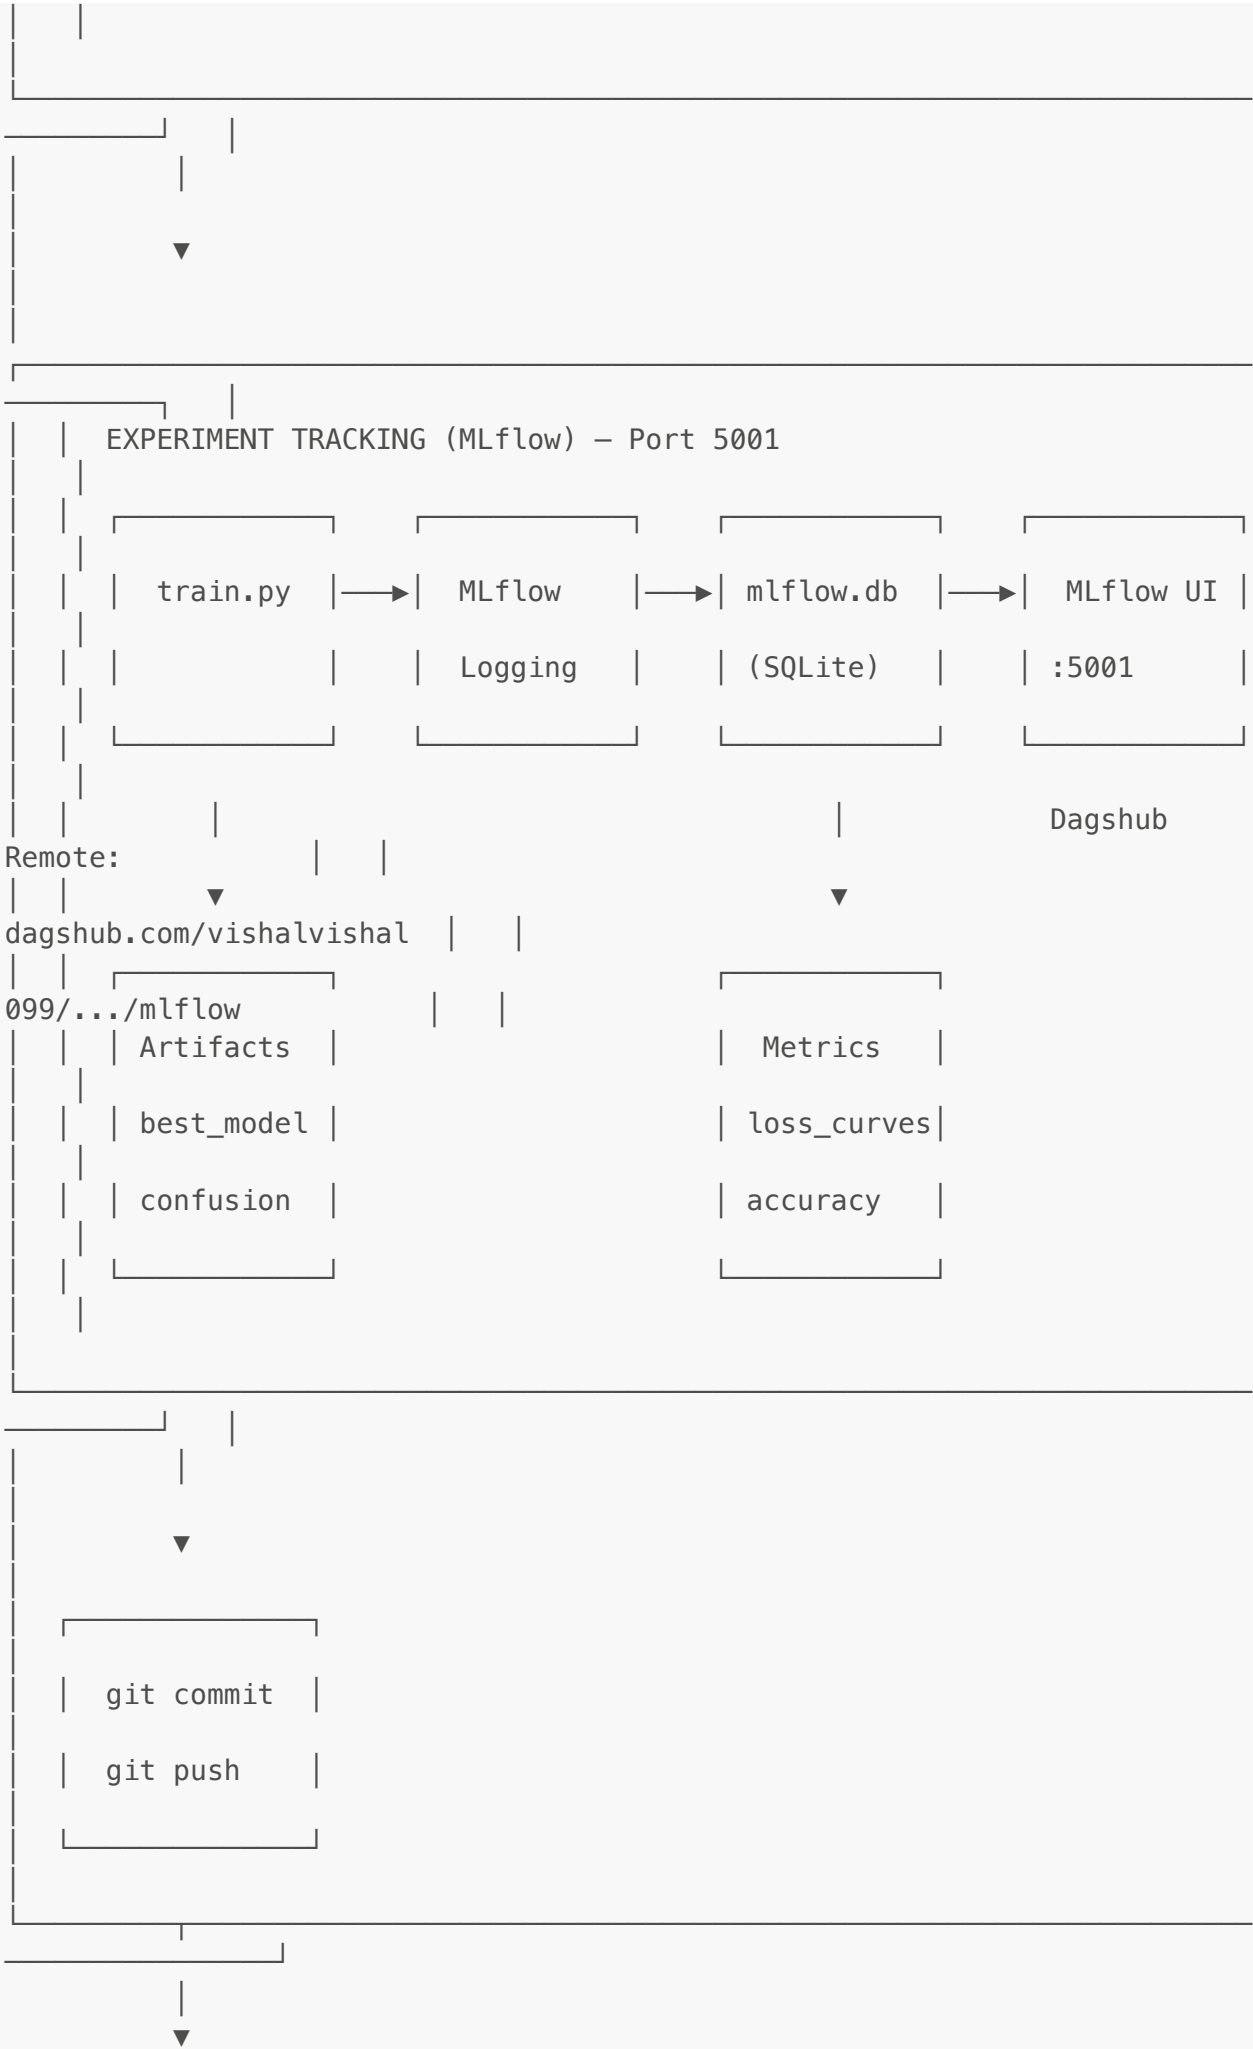 EXPERIMENT TRACKING (MLflow) – Port 5001
train.py MLflow mlflow.db MLflow UI
Logging (SQLite) :5001
Dagshub
Remote:
dagshub.com/vishalvishal
099/.../mlflow
Artifacts Metrics
best_model loss_curves
confusion accuracy
git commit
git push